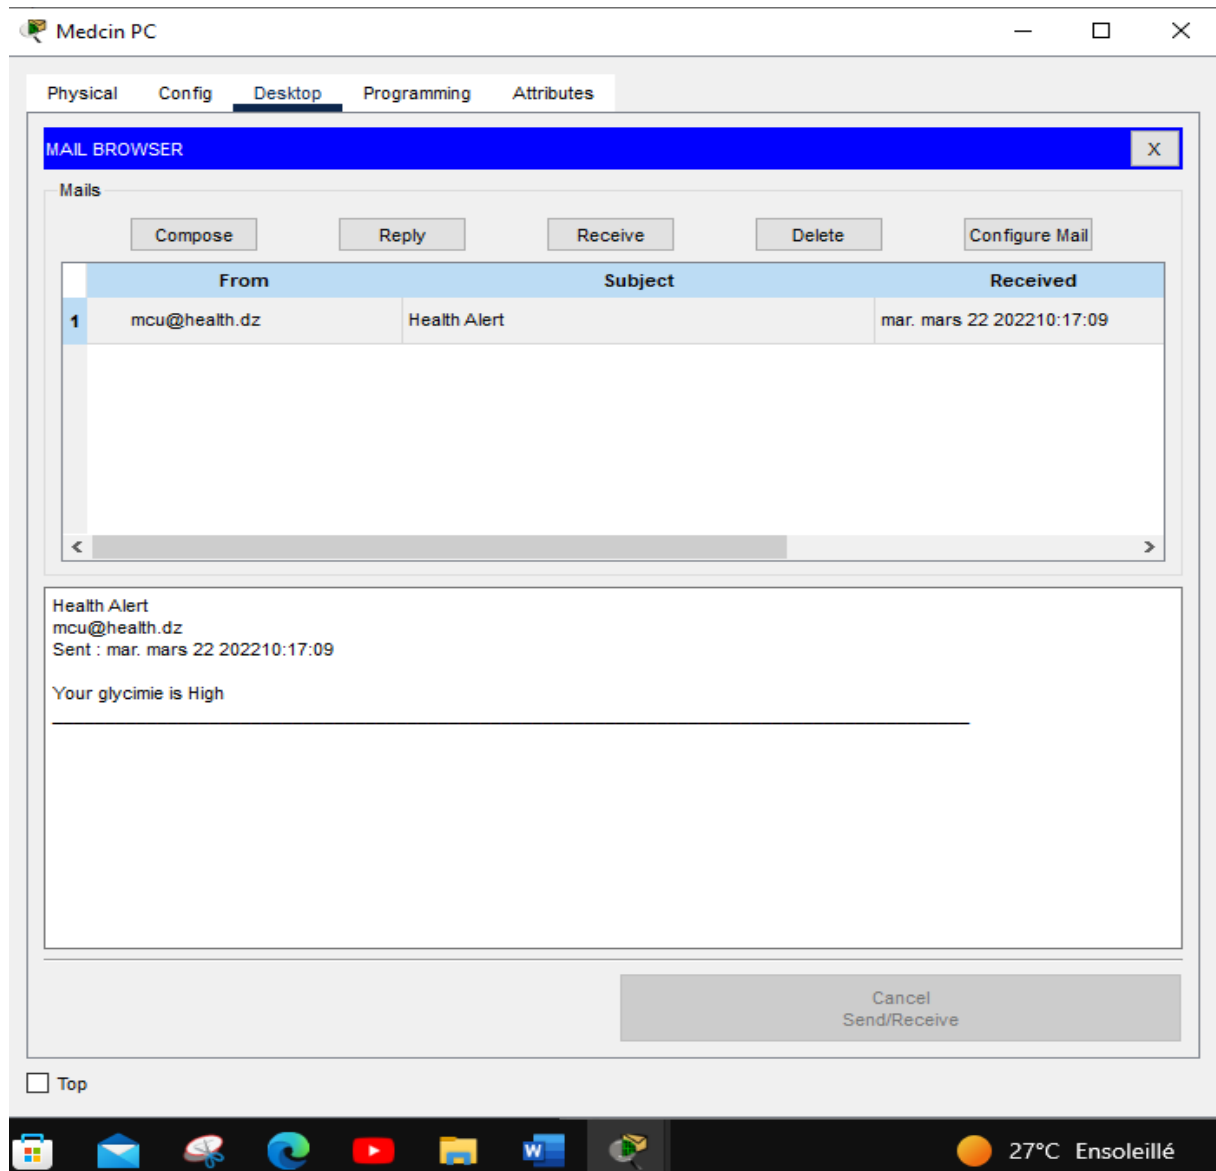 Medcin PC
Physical Config Desktop Programming Attributes
MAIL BROWSER X
Mails
Compose Reply Receive Delete Configure Mail
From Subject Received
1 mcu@health.dz Health Alert mar. mars 22 202210:17:09
Health Alert
mcu@health.dz
Sent : mar. mars 22 202210:17:09
Your glycimie is High
Cancel
Send/Receive
Top
W 27°C Ensoleillé